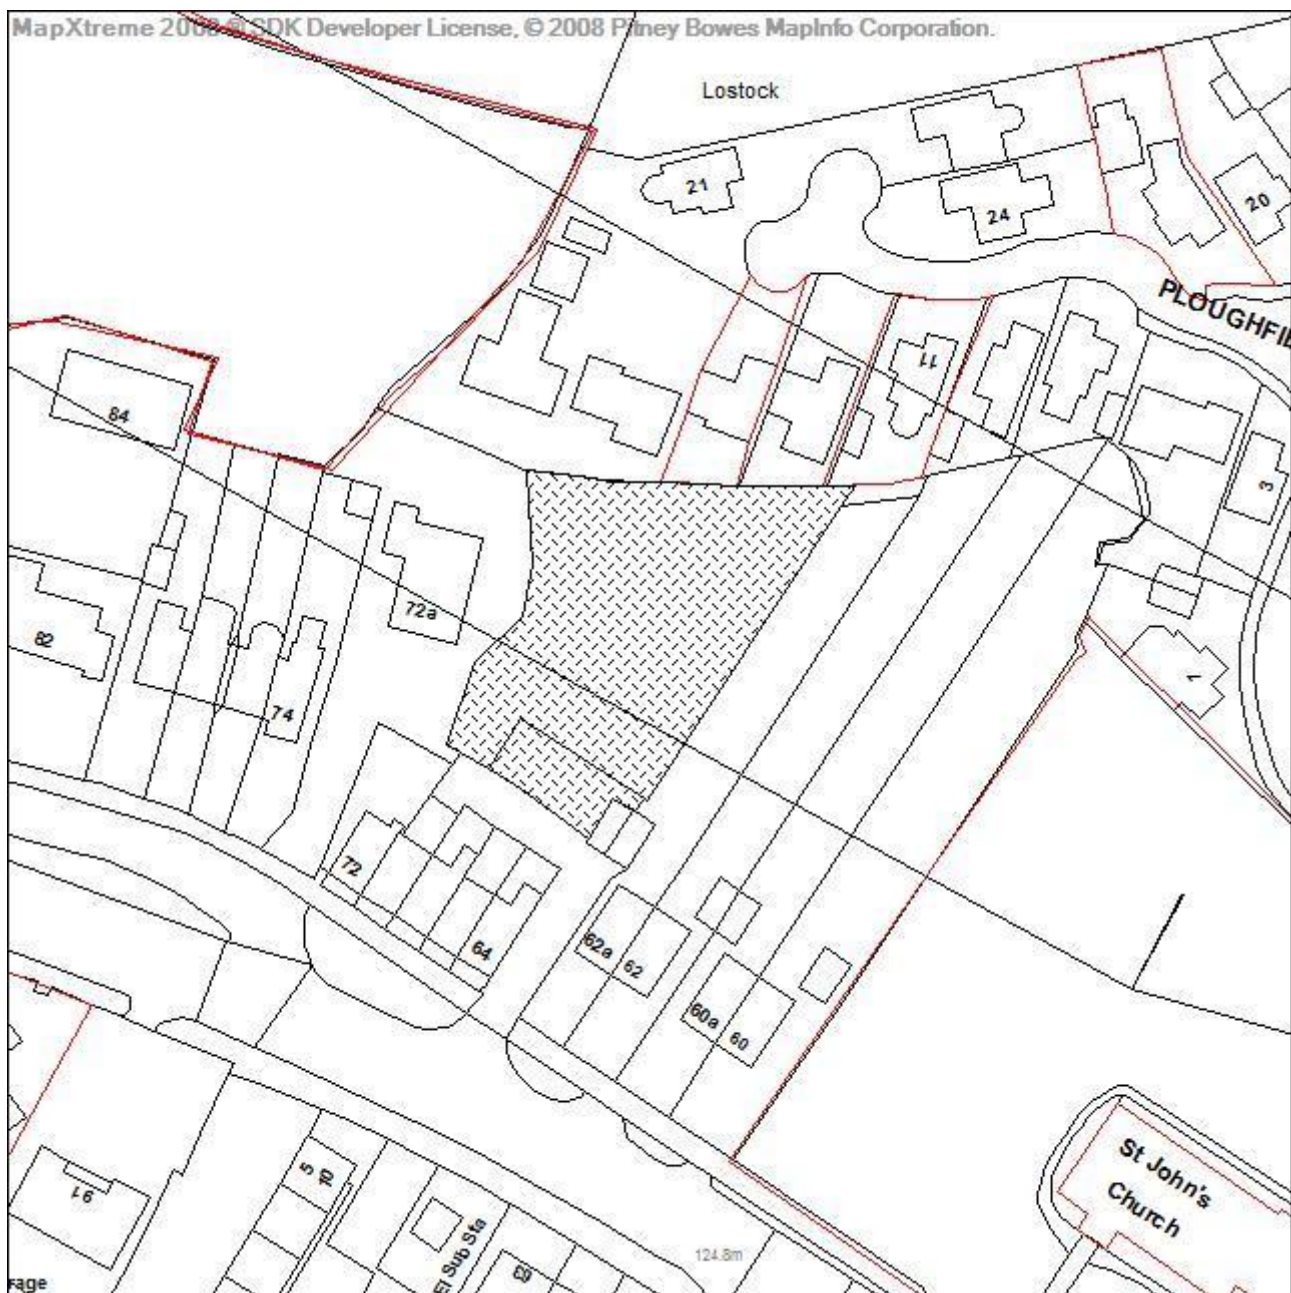 MapXtreme 2008 ® SDK Developer License, © 2008 Pitney Bowes MapInfo Corporation.
Lostock
21
24
20
PLOUGHFIE
11
84
3
72a
82
1
74
72
64
62a
62
60a
60
St John's
Church
5
10
91
El Sub Sta
63
124.8m
rage